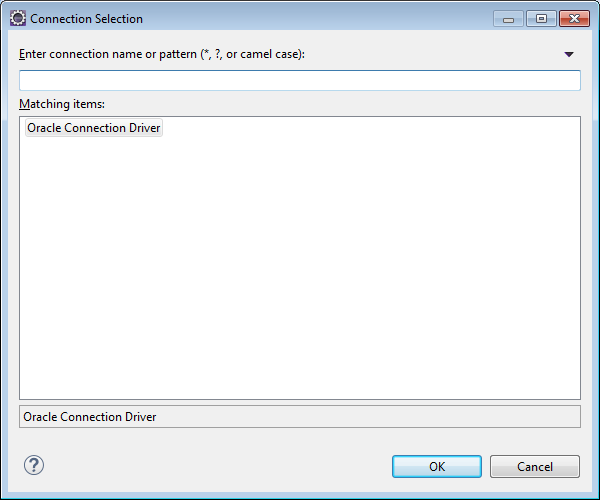 Connection Selection
Enter connection name or pattern (*, ?, or camel case):
Matching items:
Oracle Connection Driver
Oracle Connection Driver
?
OK
Cancel